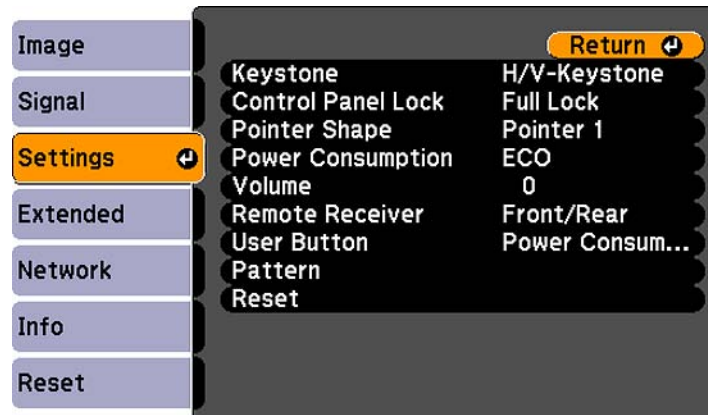 Image
Signal
Settings
Extended
Network
Info
Reset
Return
Keystone H/V-Keystone
Control Panel Lock Full Lock
Pointer Shape Pointer 1
Power Consumption ECO
Volume 0
Remote Receiver Front/Rear
User Button Power Consum...
Pattern
Reset